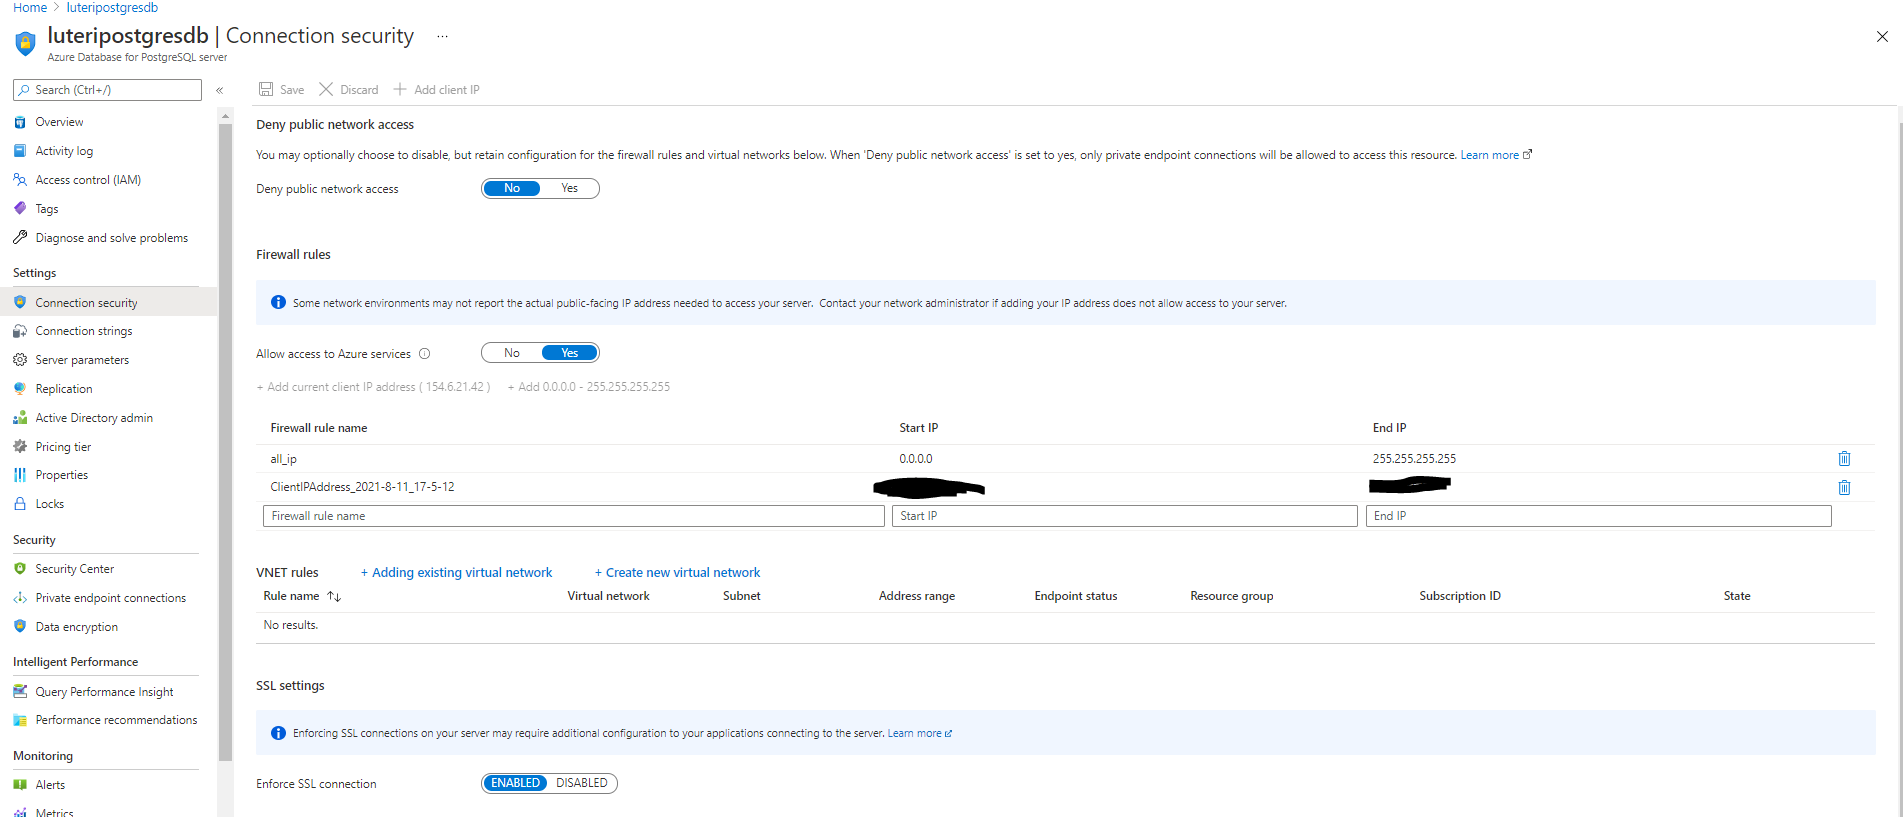 Home > luteripostgresdb
luteripostgresdb | Connection security ...
Azure Database for PostgreSQL server
Search (Ctrl+/)
«
Overview
Activity log
Access control (IAM)
Tags
Diagnose and solve problems
Settings
Connection security
Connection strings
Server parameters
Replication
Active Directory admin
Pricing tier
Properties
Locks
Security
Security Center
Private endpoint connections
Data encryption
Intelligent Performance
Query Performance Insight
Performance recommendations
Monitoring
Alerts
Metrics
Save Discard + Add client IP
Deny public network access
You may optionally choose to disable, but retain configuration for the firewall rules and virtual networks below. When 'Deny public network access' is set to yes, only private endpoint connections will be allowed to access this resource. Learn more
Deny public network access No Yes
Firewall rules
Some network environments may not report the actual public-facing IP address needed to access your server. Contact your network administrator if adding your IP address does not allow access to your server.
Allow access to Azure services No Yes
+ Add current client IP address ( 154.6.21.42 ) + Add 0.0.0.0 - 255.255.255.255
Firewall rule name Start IP End IP
all_ip 0.0.0.0 255.255.255.255
ClientIPAddress_2021-8-11_17-5-12
Firewall rule name Start IP End IP
VNET rules + Adding existing virtual network + Create new virtual network
Rule name ↑↓ Virtual network Subnet Address range Endpoint status Resource group Subscription ID State
No results.
SSL settings
Enforcing SSL connections on your server may require additional configuration to your applications connecting to the server. Learn more
Enforce SSL connection ENABLED DISABLED